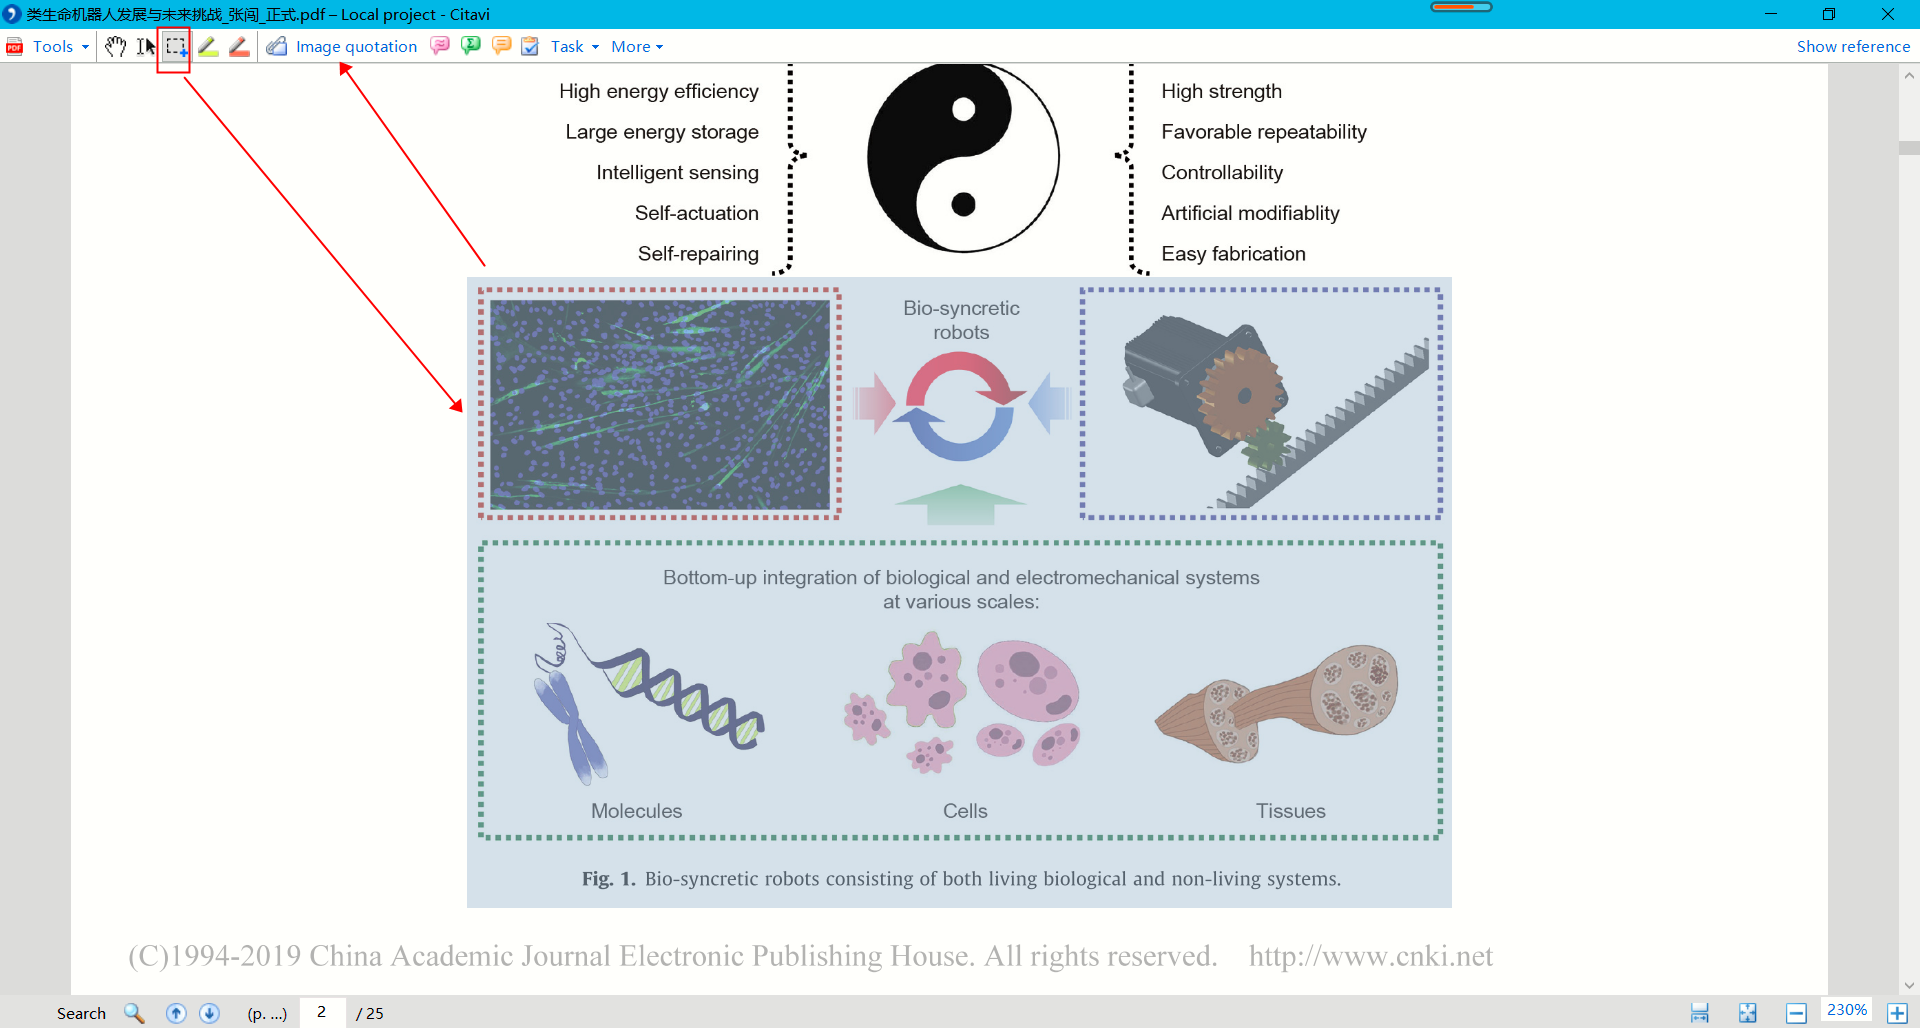 类生命机器人发展与未来挑战_张闯_正式.pdf – Local project - Citavi
Tools
Image quotation
Task
More
Show reference
High energy efficiency
Large energy storage
Intelligent sensing
Self-actuation
Self-repairing
High strength
Favorable repeatability
Controllability
Artificial modifiablity
Easy fabrication
Bio-syncretic
robots
Bottom-up integration of biological and electromechanical systems
at various scales:
Molecules
Cells
Tissues
Fig. 1. Bio-syncretic robots consisting of both living biological and non-living systems.
(C)1994-2019 China Academic Journal Electronic Publishing House. All rights reserved. http://www.cnki.net
Search
(p. ...)
2
/ 25
230%